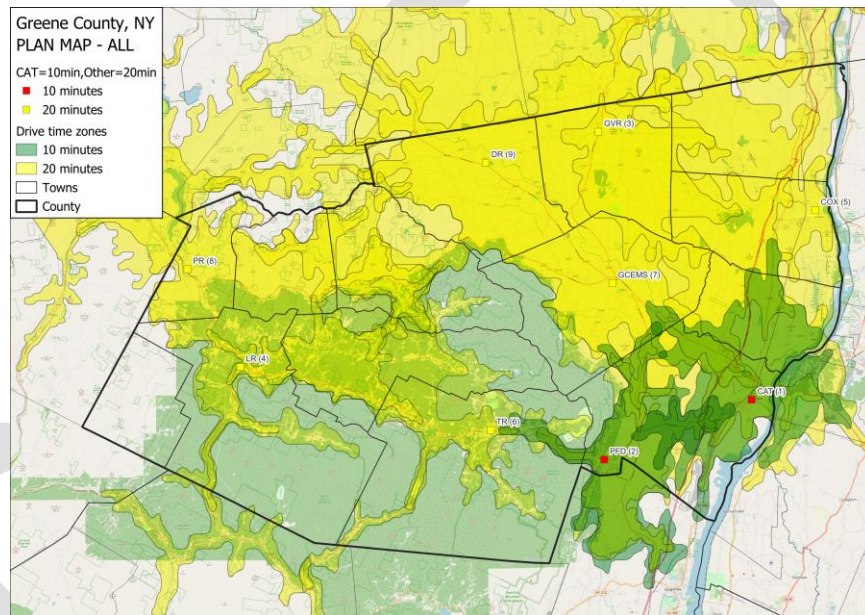 Greene County, NY
PLAN MAP - ALL
CAT=10min,Other=20min
10 minutes
20 minutes
Drive time zones
10 minutes
20 minutes
Towns
County
GVR (3)
DR (9)
COX (5)
PR (8)
GCEMS (7)
LR (4)
CAT (1)
TR (6)
PFD (2)